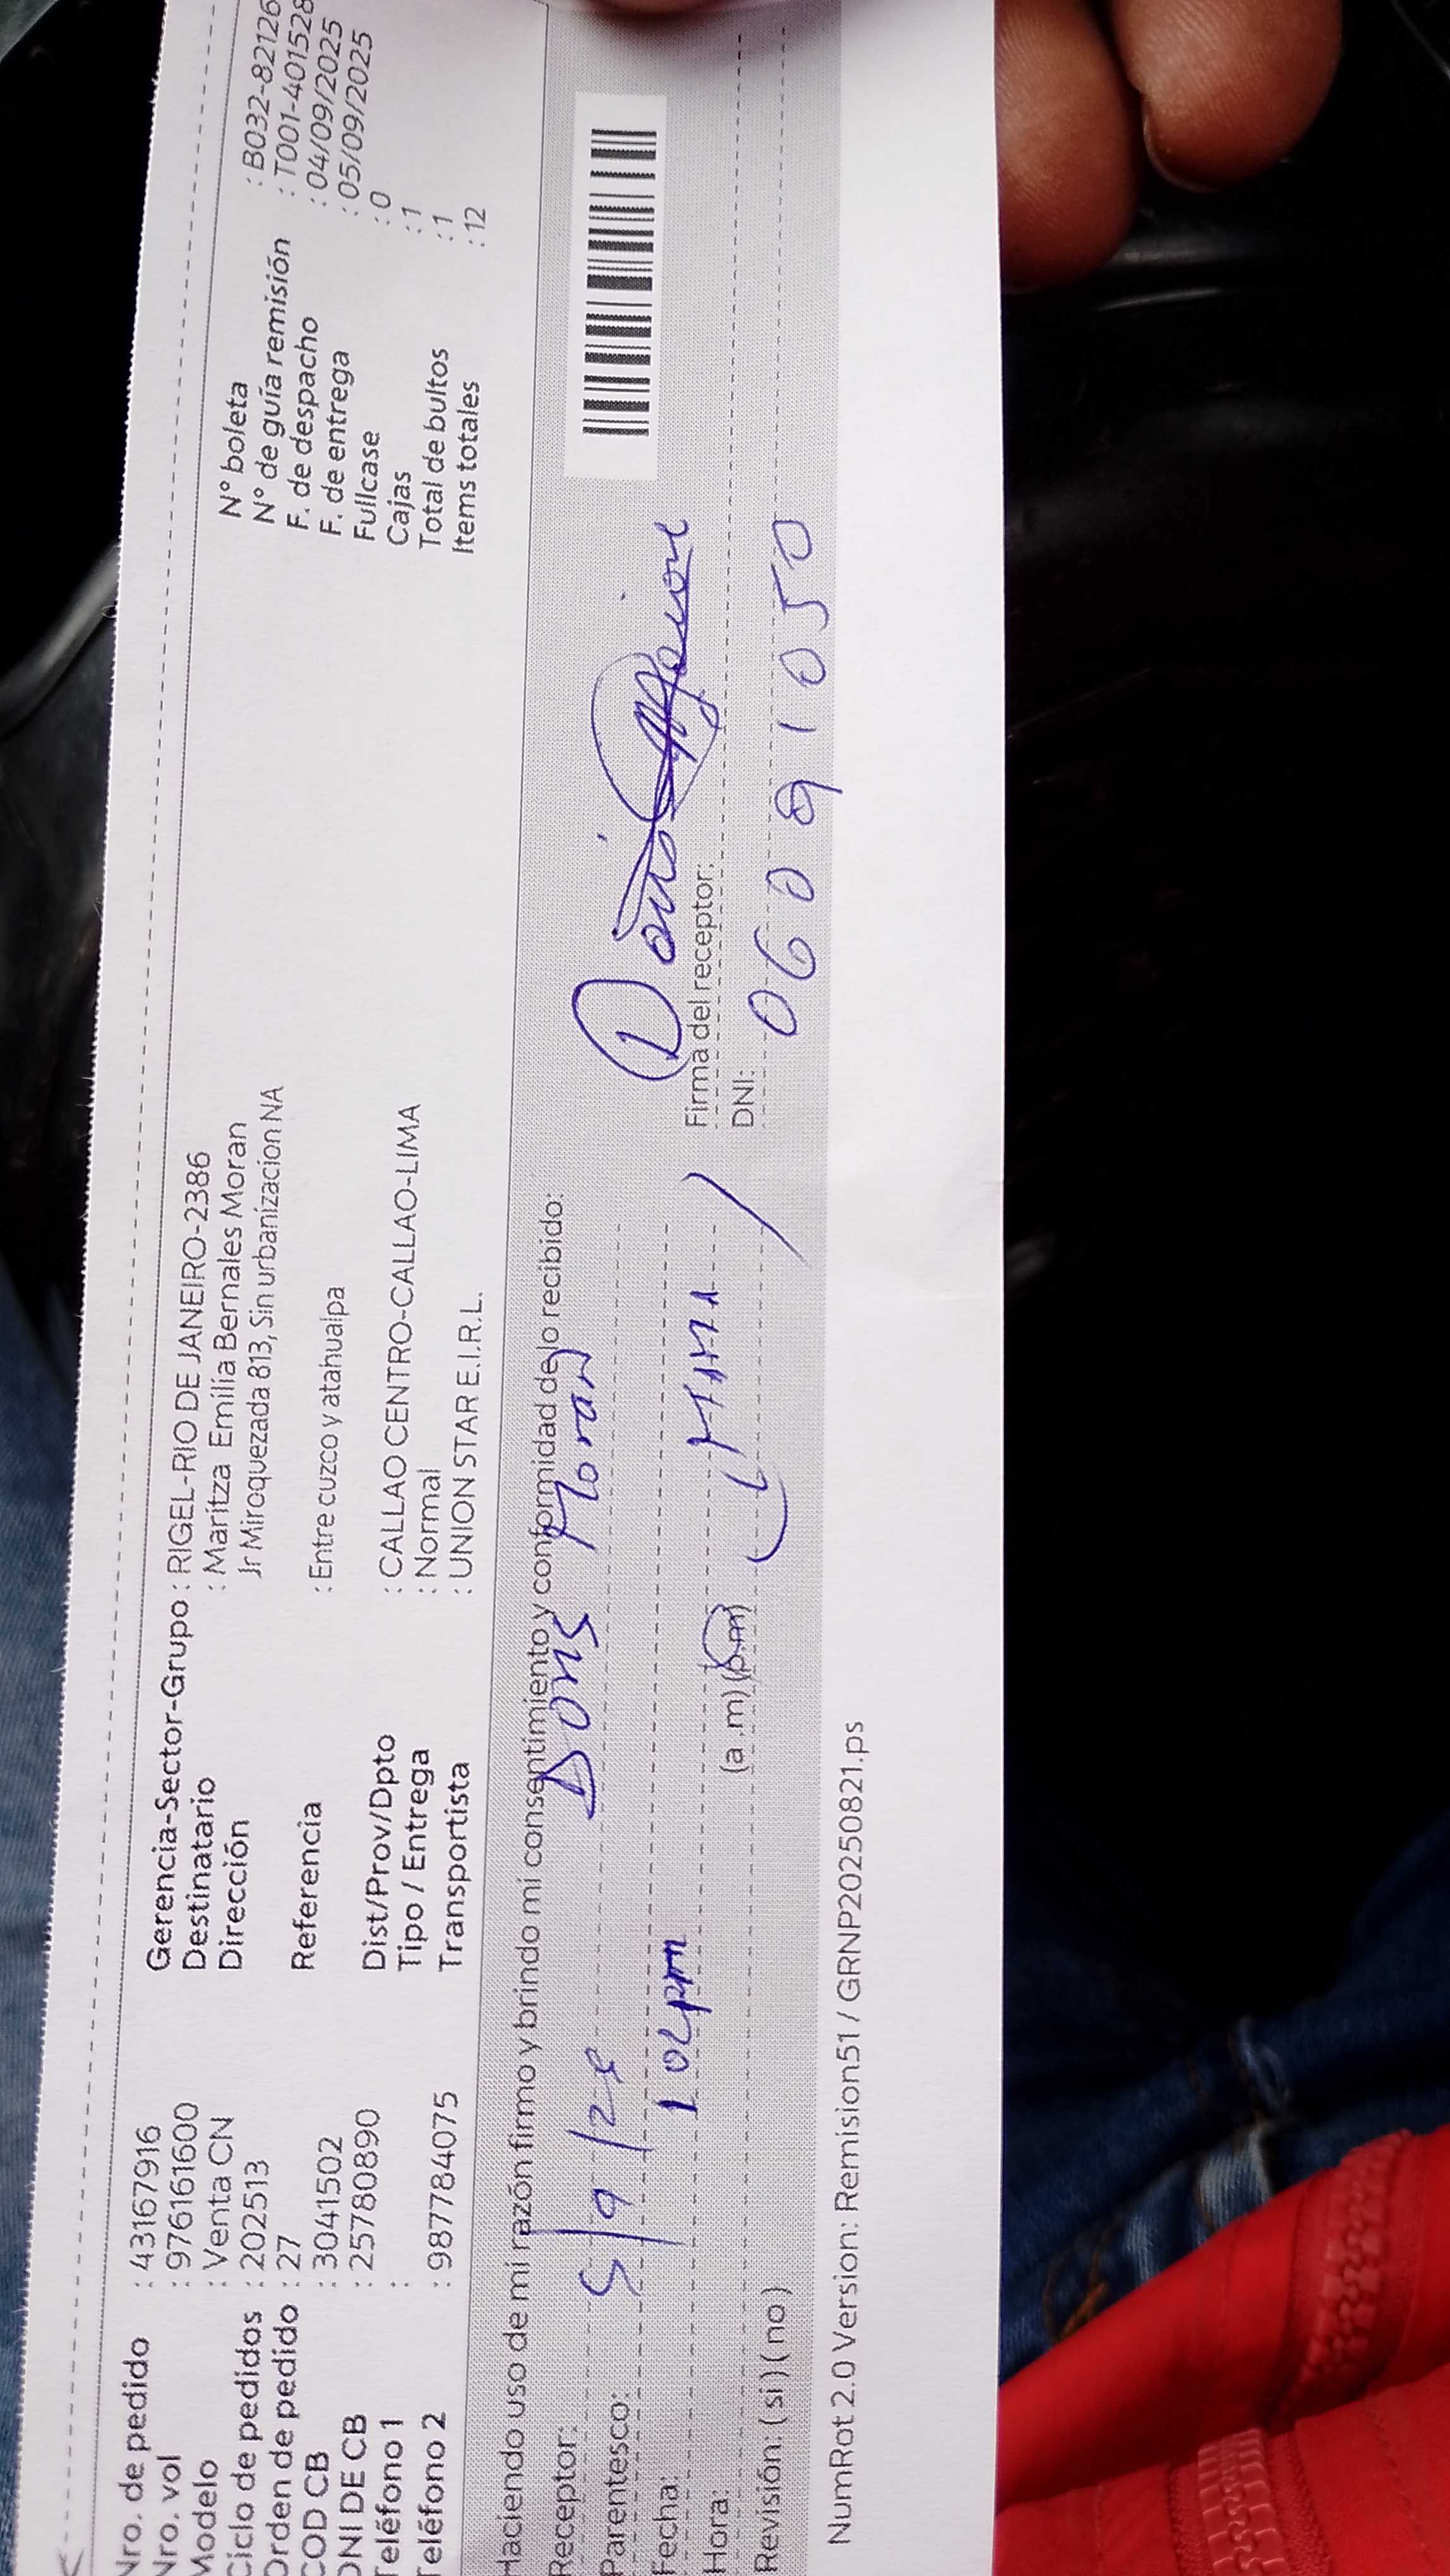 Nro. de pedido : 43167916
Nro. vol : 976161600
Modelo : Venta CN
Ciclo de pedidos : 202513
Orden de pedido : 27
COD CB : 3041502
DNI DE CB : 25780890
Teléfono 1 :
Teléfono 2 : 987784075
Gerencia-Sector-Grupo : RIGEL-RIO DE JANEIRO-2386
Destinatario : Maritza Emilia Bernales Moran
Dirección Jr Miroquezada 813, Sin urbanizacion NA
Referencia : Entre cuzco y atahualpa
Dist/Prov/Dpto : CALLAO CENTRO-CALLAO-LIMA
Tipo / Entrega : Normal
Transportista : UNION STAR E.I.R.L.
N° boleta : B032-82126
N° de guía remisión : T001-401528
F. de despacho : 04/09/2025
F. de entrega : 05/09/2025
Fullcase : 0
Cajas : 1
Total de bultos : 1
Items totales : 12
Haciendo uso de mi razón firmo y brindo mi consentimiento y conformidad de lo recibido:
Receptor: Doris Moran
Parentesco:
Fecha: 5/9/25
Hora: 1 02 pm (a .m) (p.m)
Revisión: ( si ) ( no )
Firma del receptor:
DNI: 06091050
NumRot 2.0 Version: Remision51 / GRNP20250821.ps